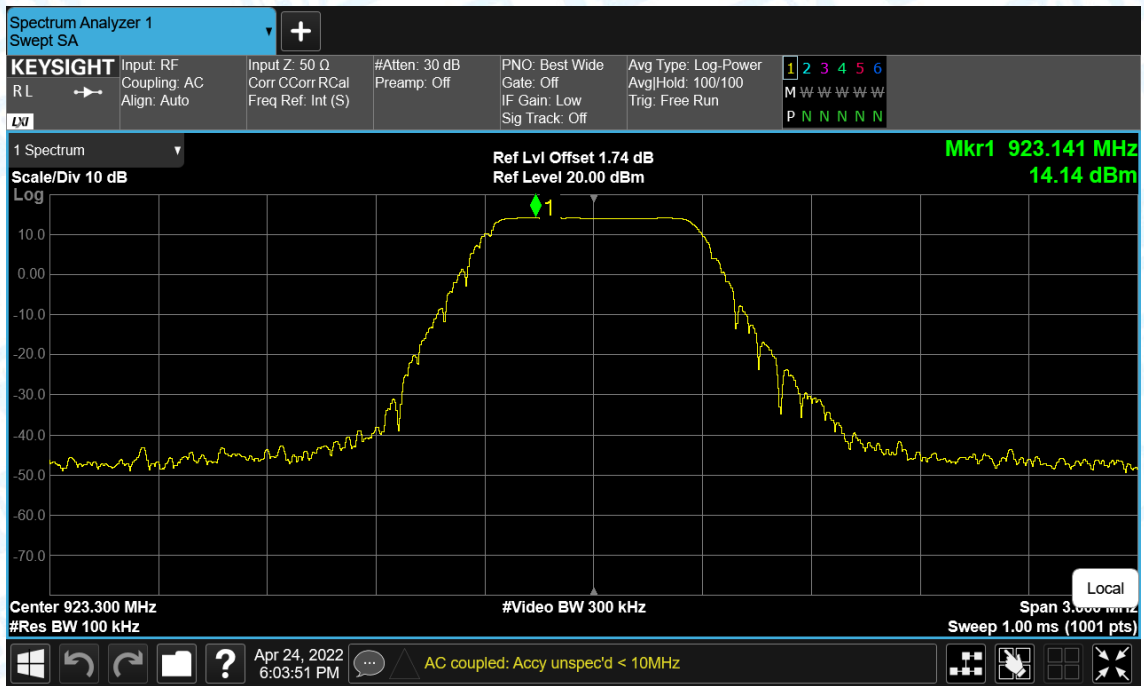 Spectrum Analyzer 1
Swept SA
+
KEYSIGHT
R L
LXI
Input: RF
Coupling: AC
Align: Auto
Input Z: 50 Ω
Corr CCorr RCal
Freq Ref: Int (S)
#Atten: 30 dB
Preamp: Off
PNO: Best Wide
Gate: Off
IF Gain: Low
Sig Track: Off
Avg Type: Log-Power
Avg|Hold: 100/100
Trig: Free Run
1 2 3 4 5 6
M W W W W W
P N N N N N
1 Spectrum
Scale/Div 10 dB
Log
Ref Lvl Offset 1.74 dB
Ref Level 20.00 dBm
Mkr1 923.141 MHz
14.14 dBm
1
10.0
0.00
-10.0
-20.0
-30.0
-40.0
-50.0
-60.0
-70.0
Local
Center 923.300 MHz
#Video BW 300 kHz
Span 3.000 MHz
#Res BW 100 kHz
Sweep 1.00 ms (1001 pts)
?
Apr 24, 2022
6:03:51 PM
AC coupled: Accy unspec'd < 10MHz